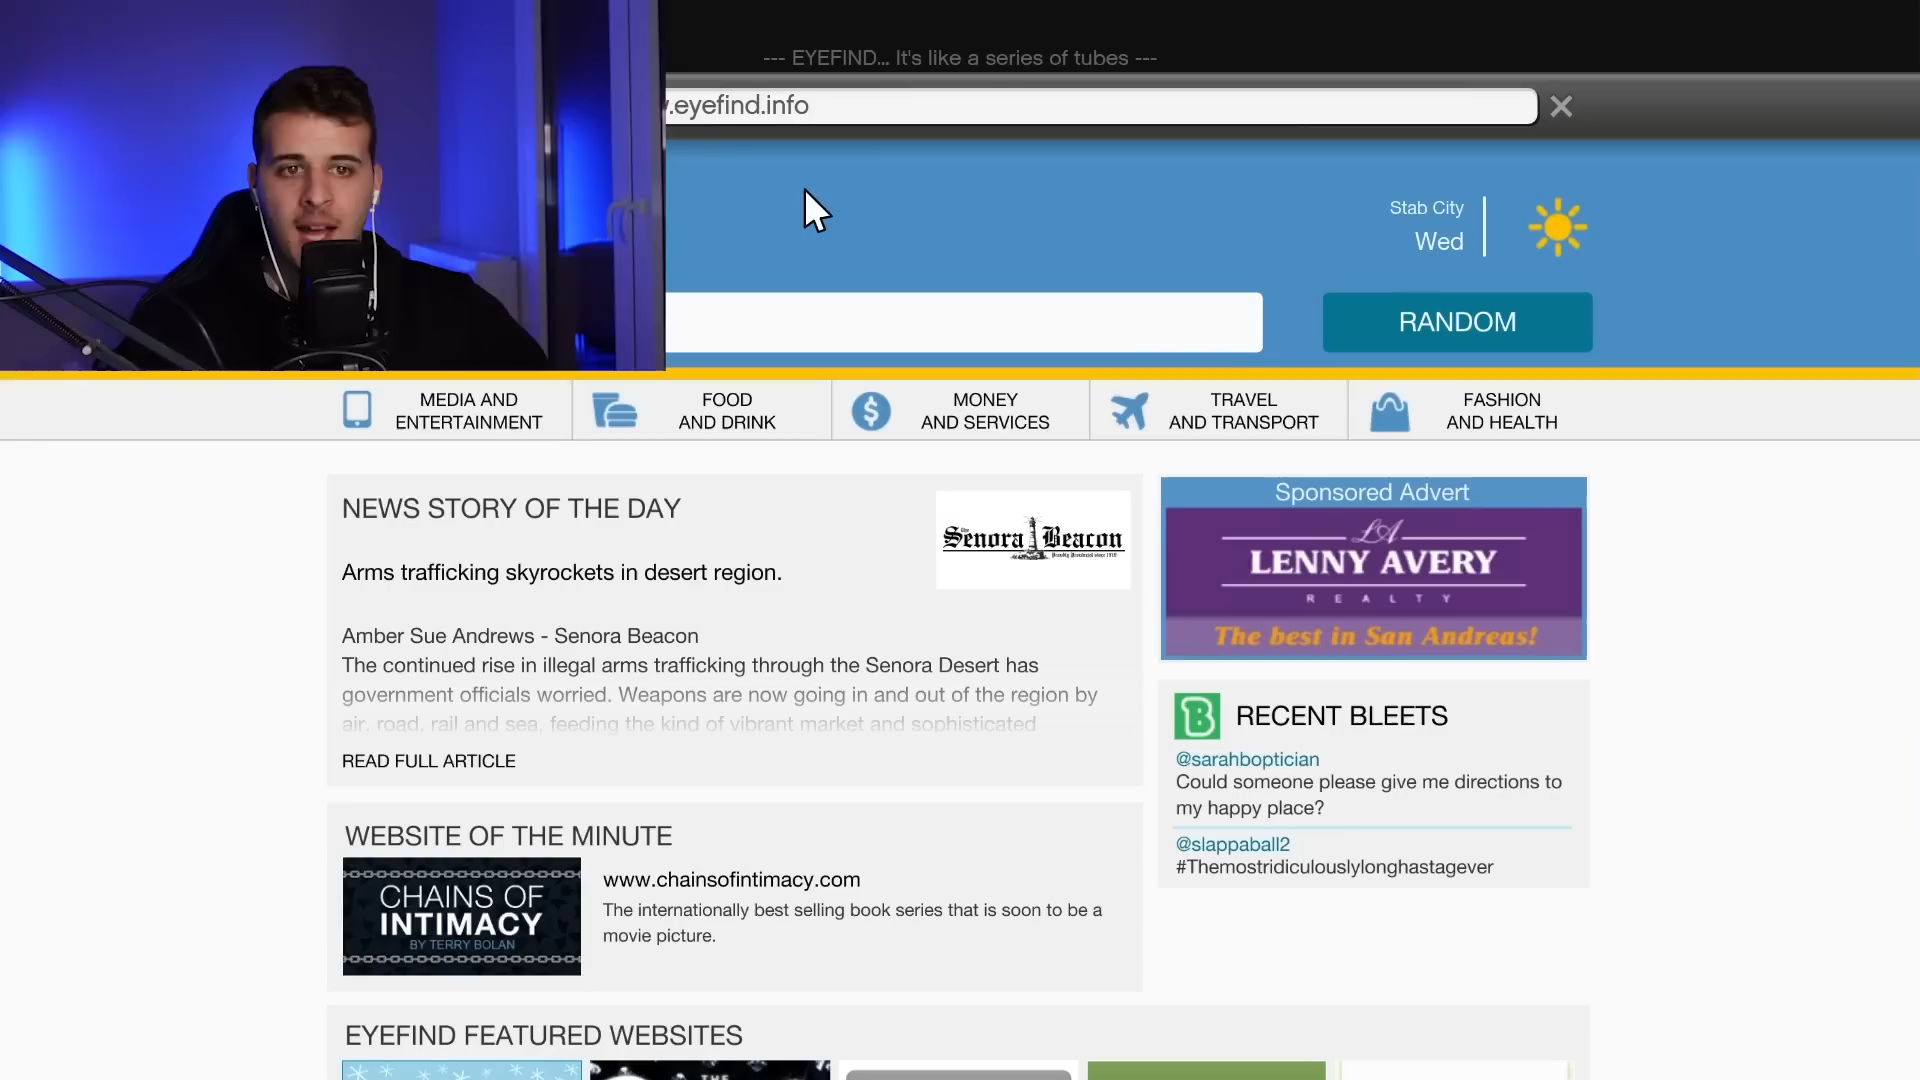 --- EYEFIND... It's like a series of tubes ---
.eyefind.info
Stab City
Wed
RANDOM
MEDIA AND
ENTERTAINMENT
FOOD
AND DRINK
MONEY
AND SERVICES
TRAVEL
AND TRANSPORT
FASHION
AND HEALTH
NEWS STORY OF THE DAY
The Senora Beacon
Proudly Provincial since 1919
Arms trafficking skyrockets in desert region.
Amber Sue Andrews - Senora Beacon
The continued rise in illegal arms trafficking through the Senora Desert has
government officials worried. Weapons are now going in and out of the region by
air, road, rail and sea, feeding the kind of vibrant market and sophisticated
READ FULL ARTICLE
Sponsored Advert
LA
LENNY AVERY
REALTY
The best in San Andreas!
B RECENT BLEETS
@sarahboptician
Could someone please give me directions to
my happy place?
@slappaball2
#Themostridiculouslylonghastagever
WEBSITE OF THE MINUTE
CHAINS OF
INTIMACY
BY TERRY BOLAN
www.chainsofintimacy.com
The internationally best selling book series that is soon to be a
movie picture.
EYEFIND FEATURED WEBSITES
THE